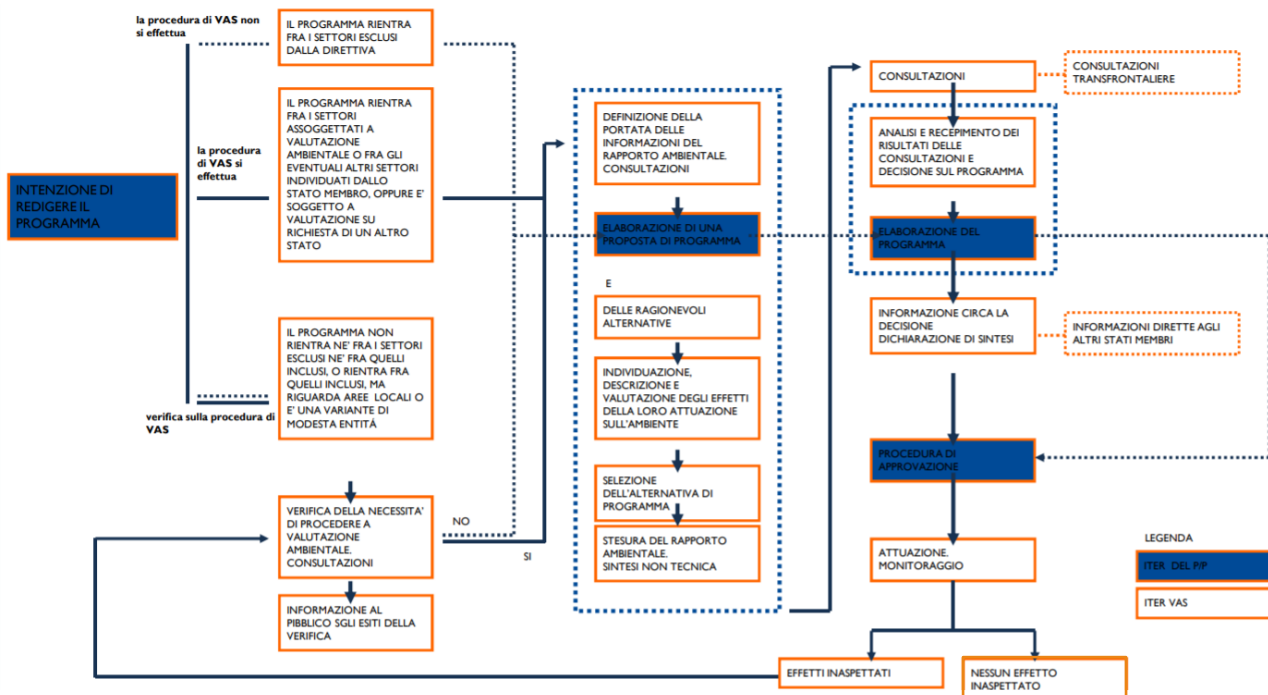 la procedura di VAS non
si effettua
IL PROGRAMMA RIENTRA
FRA I SETTORI ESCLUSI
DALLA DIRETTIVA
la procedura
di VAS si
effettua
IL PROGRAMMA RIENTRA
FRA I SETTORI
ASSOGGETTATI A
VALUTAZIONE
AMBIENTALE O FRA GLI
EVENTUALI ALTRI SETTORI
INDIVIDUATI DALLO
STATO MEMBRO, OPPURE E'
SOGGETTO A
VALUTAZIONE SU
RICHIESTA DI UN ALTRO
STATO
INTENZIONE DI
REDIGERE IL
PROGRAMMA
IL PROGRAMMA NON
RIENTRA NE' FRA I SETTORI
ESCLUSI NE' FRA QUELLI
INCLUSI, O RIENTRA FRA
QUELLI INCLUSI, MA
RIGUARDA AREE LOCALI O
E' UNA VARIANTE DI
MODESTA ENTITÁ
verifica sulla procedura di
VAS
VERIFICA DELLA NECESSITA'
DI PROCEDERE A
VALUTAZIONE
AMBIENTALE.
CONSULTAZIONI
NO
SI
INFORMAZIONE AL
PIBBLICO SGLI ESITI DELLA
VERIFICA
DEFINIZIONE DELLA
PORTATA DELLE
INFORMAZIONI DEL
RAPPORTO AMBIENTALE.
CONSULTAZIONI
ELABORAZIONE DI UNA
PROPOSTA DI PROGRAMMA
E
DELLE RAGIONEVOLI
ALTERNATIVE
INDIVIDUAZIONE,
DESCRIZIONE E
VALUTAZIONE DEGLI EFFETTI
DELLA LORO ATTUAZIONE
SULL'AMBIENTE
SELEZIONE
DELL'ALTERNATIVA DI
PROGRAMMA
STESURA DEL RAPPORTO
AMBIENTALE.
SINTESI NON TECNICA
CONSULTAZIONI
CONSULTAZIONI
TRANSFRONTALIERE
ANALISI E RECEPIMENTO DEI
RISULTATI DELLE
CONSULTAZIONI E
DECISIONE SUL PROGRAMMA
ELABORAZIONE DEL
PROGRAMMA
INFORMAZIONE CIRCA LA
DECISIONE
DICHIARAZIONE DI SINTESI
INFORMAZIONI DIRETTE AGLI
ALTRI STATI MEMBRI
PROCEDURA DI
APPROVAZIONE
ATTUAZIONE.
MONITORAGGIO
EFFETTI INASPETTATI
NESSUN EFFETTO
INASPETTATO
LEGENDA
ITER DEL P/P
ITER VAS